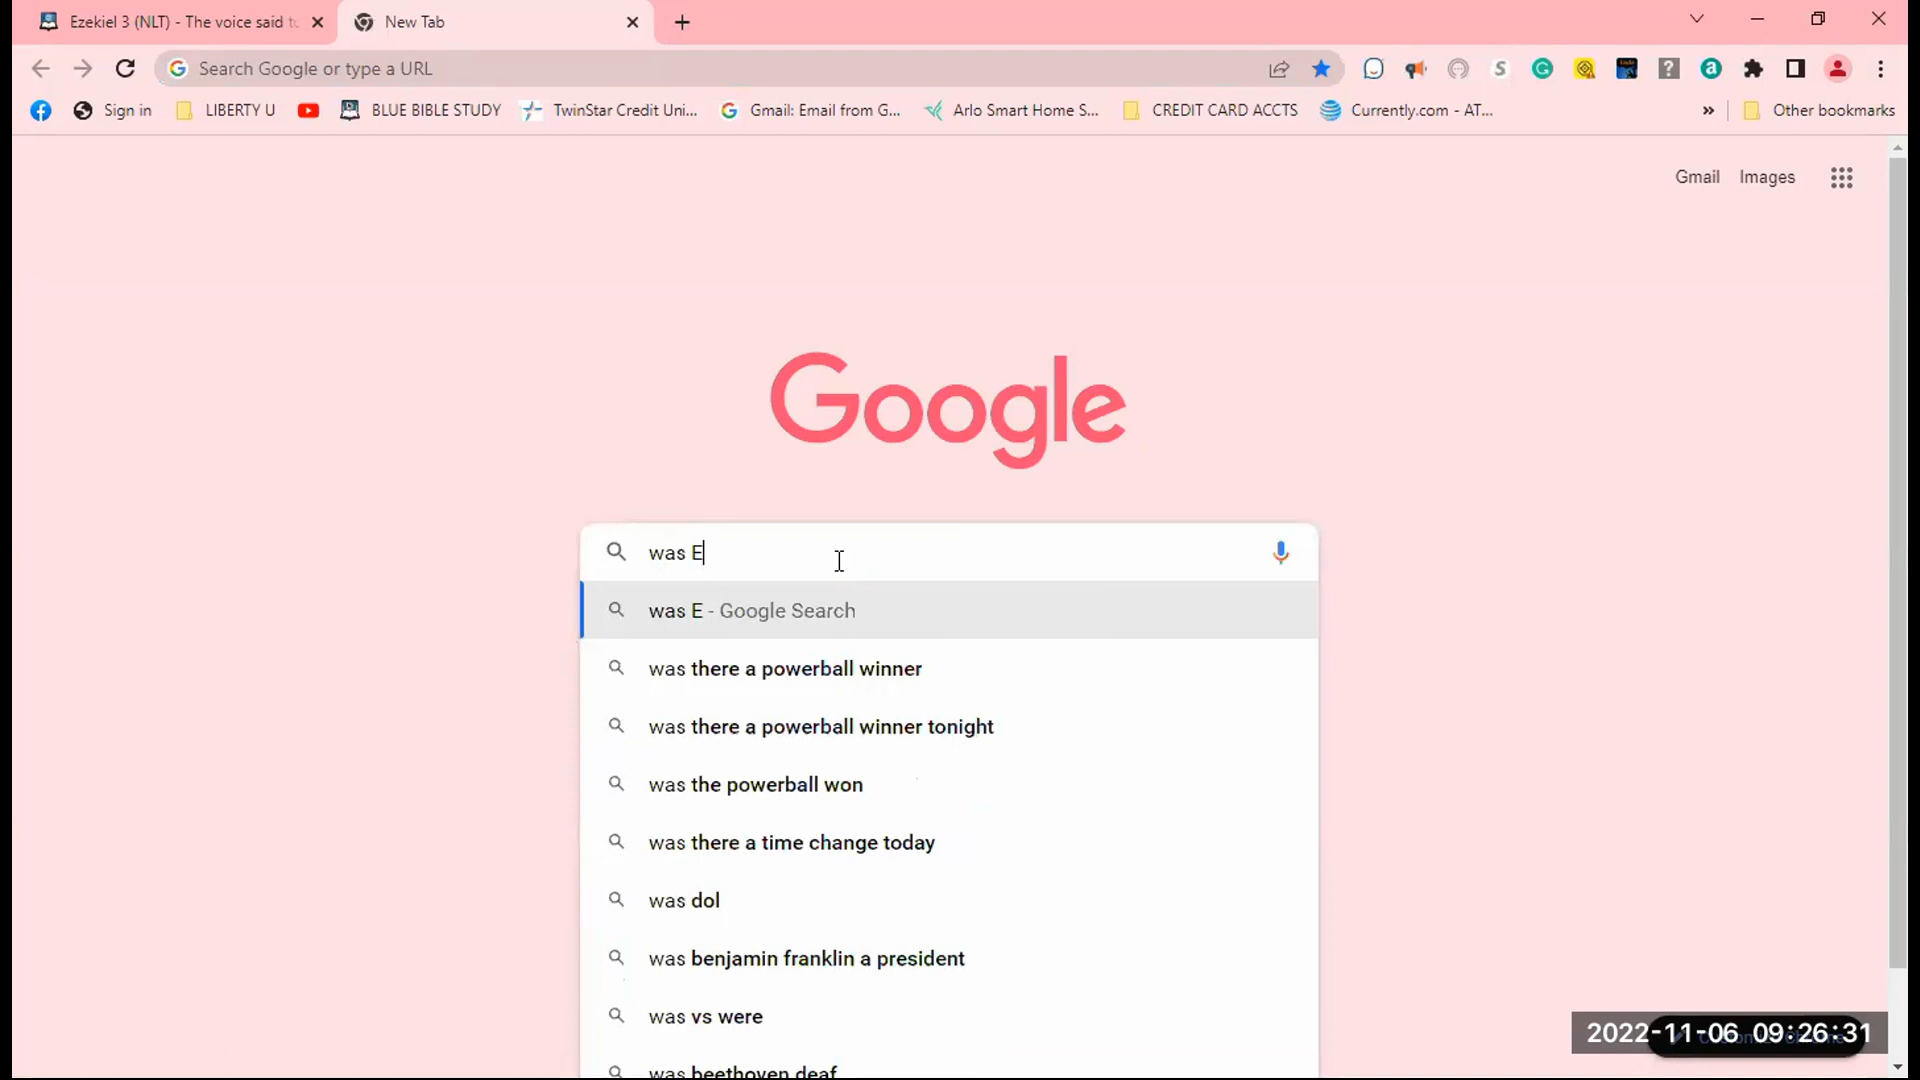 Ezekiel 3 (NLT) - The voice said to
New Tab
Search Google or type a URL
Sign in
LIBERTY U
BLUE BIBLE STUDY
TwinStar Credit Uni...
Gmail: Email from G...
Arlo Smart Home S...
CREDIT CARD ACCTS
Currently.com - AT...
»
Other bookmarks
Gmail
Images
Google
was E
was E - Google Search
was there a powerball winner
was there a powerball winner tonight
was the powerball won
was there a time change today
was dol
was benjamin franklin a president
was vs were
was beethoven deaf
2022-11-06 09:26:31